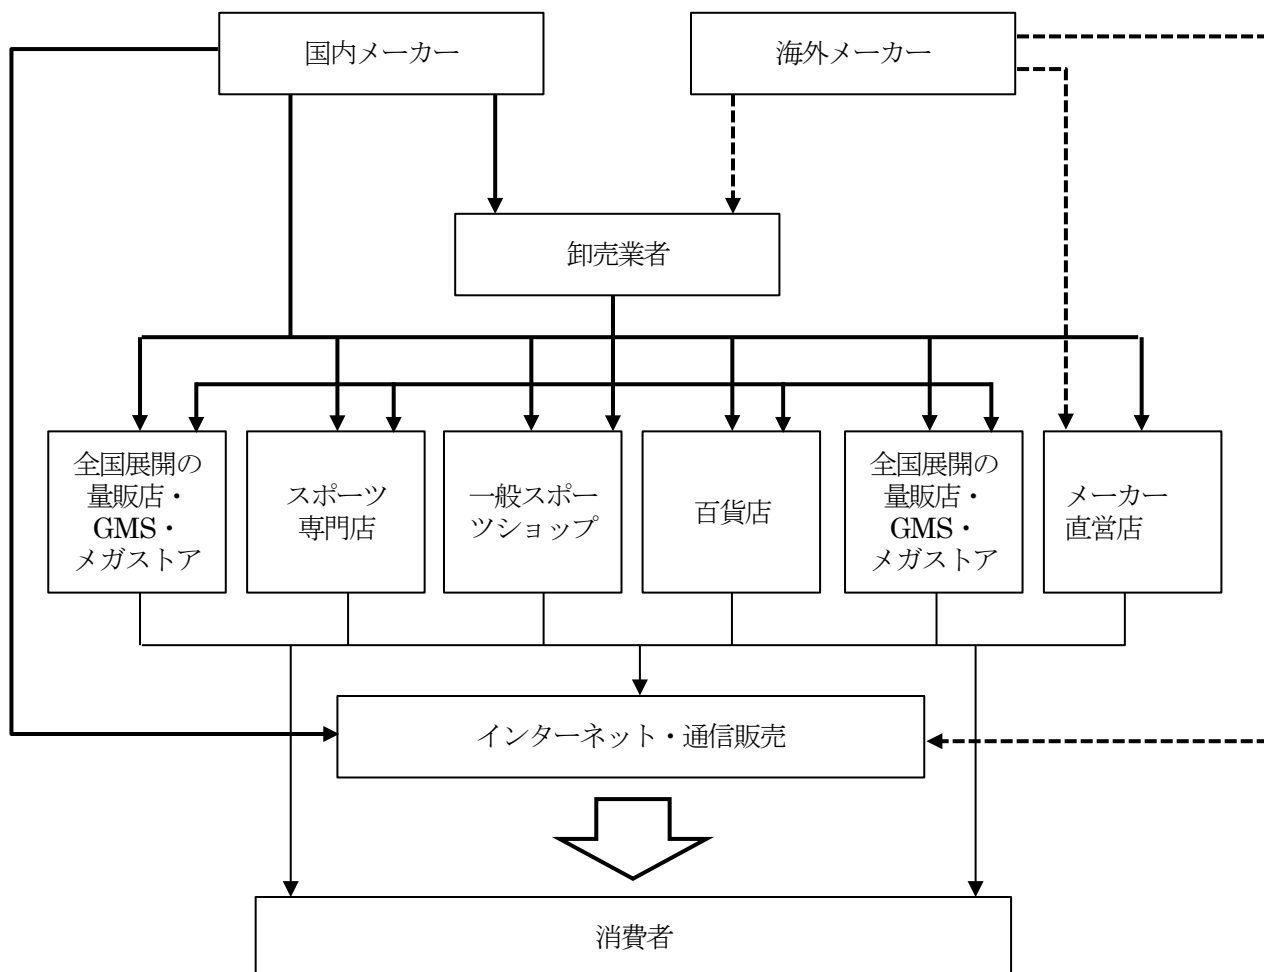 国内メーカー
海外メーカー
卸売業者
全国展開の
量販店・
GMS・
メガストア
スポーツ
専門店
一般スポー
ツショップ
百貨店
全国展開の
量販店・
GMS・
メガストア
メーカー
直営店
インターネット・通信販売
消費者